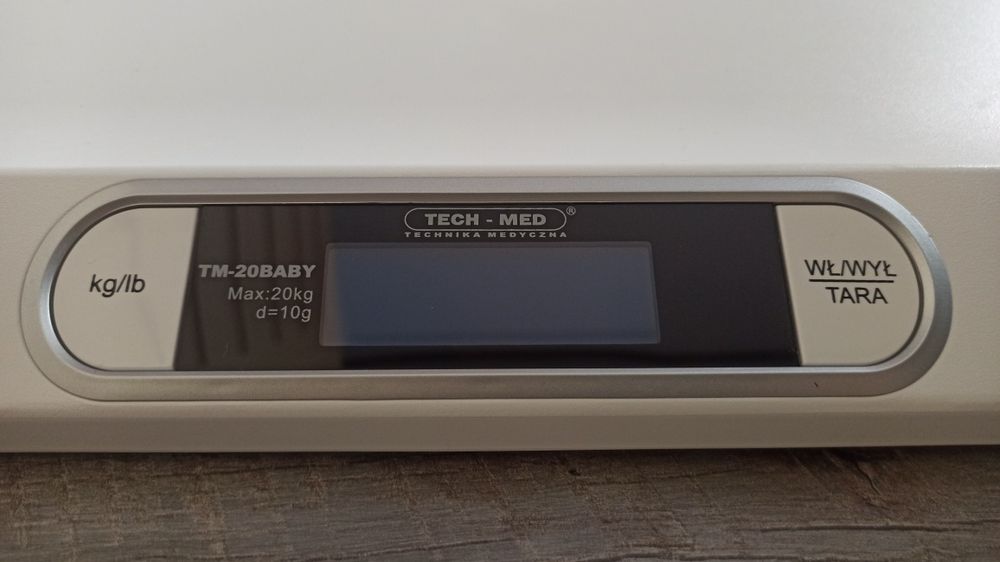 TECH - MED®
TECHNIKA MEDYCZNA
kg/lb
TM-20BABY
Max:20kg
d=10g
WŁ/WYŁ
TARA